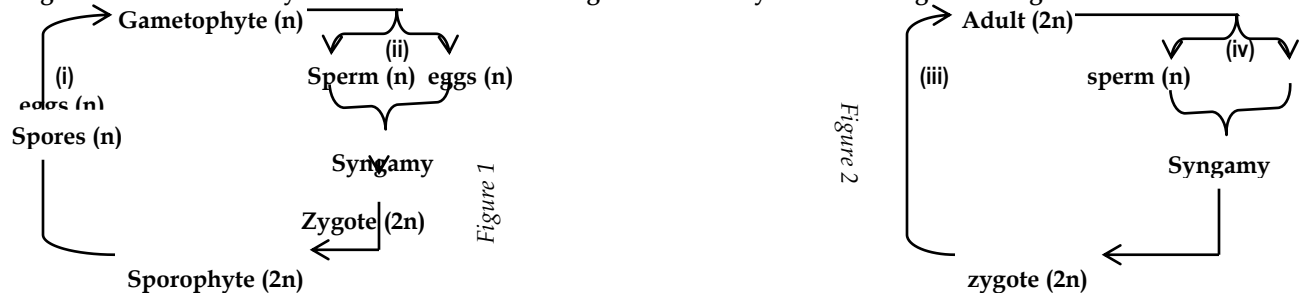 Gametophyte (n)
(ii)
Sperm (n) eggs (n)
(i)
eggs (n)
Spores (n)
Syngamy
Figure 1
Zygote (2n)
Sporophyte (2n)
Adult (2n)
(iv)
sperm (n)
(iii)
Figure 2
Syngamy
zygote (2n)